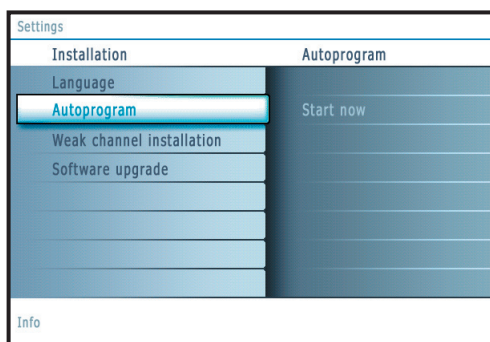 Settings
Installation Autoprogram
Language
Autoprogram Start now
Weak channel installation
Software upgrade
Info